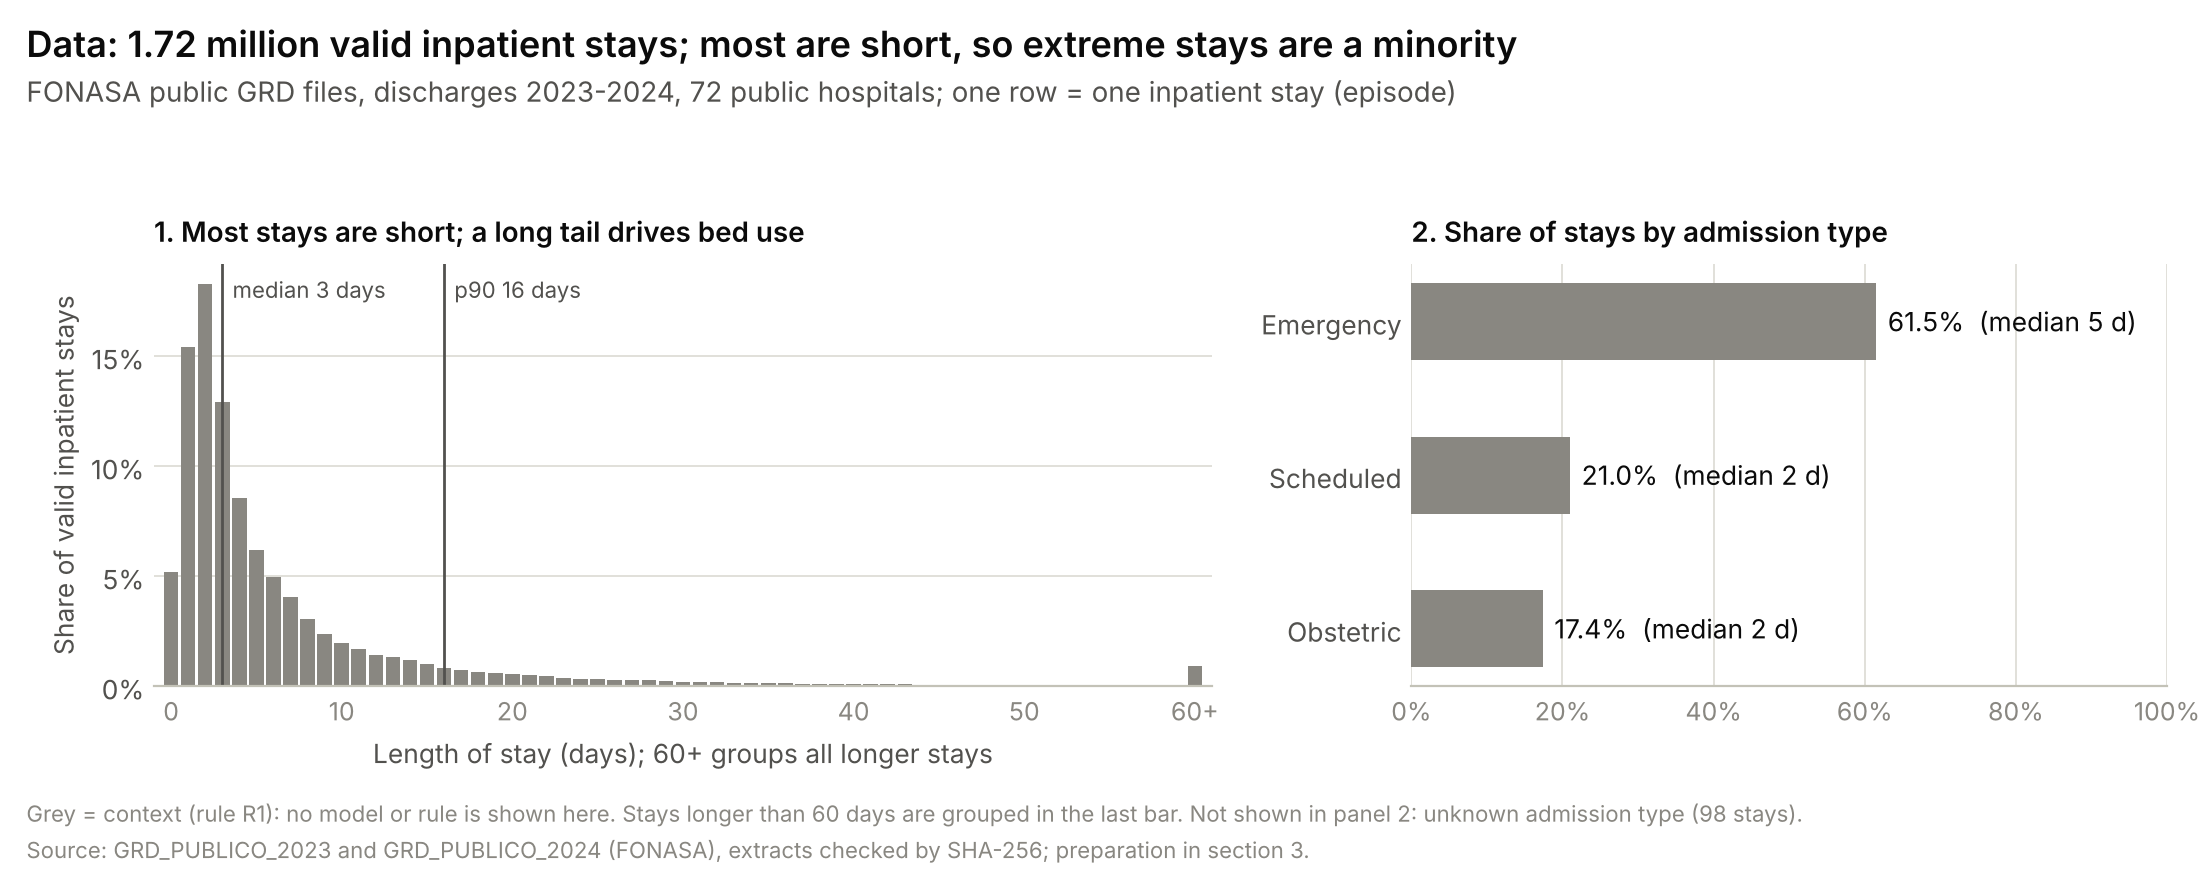 Data: 1.72 million valid inpatient stays; most are short, so extreme stays are a minority
FONASA public GRD files, discharges 2023-2024, 72 public hospitals; one row = one inpatient stay (episode)
1. Most stays are short; a long tail drives bed use
median 3 days
p90 16 days
Share of valid inpatient stays
15%
10%
5%
0%
0
10
20
30
40
50
60+
Length of stay (days); 60+ groups all longer stays
2. Share of stays by admission type
Emergency
61.5% (median 5 d)
Scheduled
21.0% (median 2 d)
Obstetric
17.4% (median 2 d)
0%
20%
40%
60%
80%
100%
Grey = context (rule R1): no model or rule is shown here. Stays longer than 60 days are grouped in the last bar. Not shown in panel 2: unknown admission type (98 stays).
Source: GRD_PUBLICO_2023 and GRD_PUBLICO_2024 (FONASA), extracts checked by SHA-256; preparation in section 3.